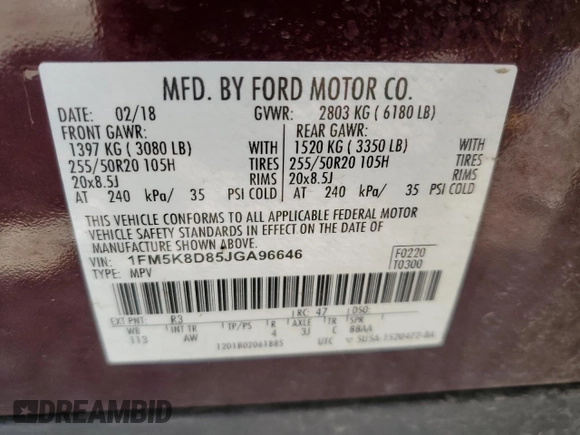 MFD. BY FORD MOTOR CO.
DATE: 02/18 GVWR: 2803 KG ( 6180 LB)
FRONT GAWR: REAR GAWR:
1397 KG ( 3080 LB) WITH 1520 KG ( 3350 LB) WITH
255/50R20 105H TIRES 255/50R20 105H TIRES
20x8.5J RIMS 20x8.5J RIMS
AT 240 kPa/ 35 PSI COLD AT 240 kPa/ 35 PSI COLD
THIS VEHICLE CONFORMS TO ALL APPLICABLE FEDERAL MOTOR
VEHICLE SAFETY STANDARDS IN EFFECT ON THE DATE OF MANUFACTURE SHOWN ABOVE.
VIN: 1FM5K8D85JGA96646 F0220
TYPE: MPV T0300
EXT PNT: R3 RC: 47 DSO:
WB INT TR TP/PS R AXLE TR SPR
113 AW 4 3J C BBAA
1201802061885 UTC
DREAMBID